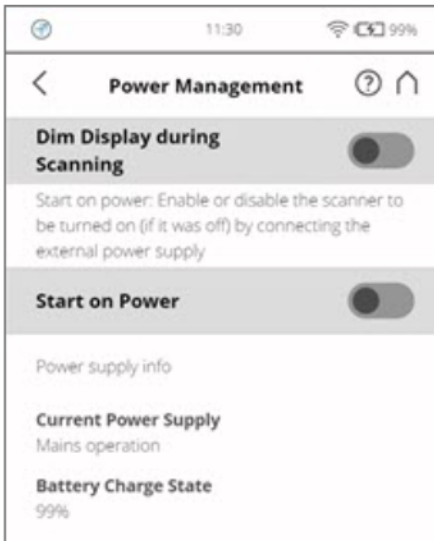 11:30 99%
Power Management
Dim Display during
Scanning
Start on power: Enable or disable the scanner to
be turned on (if it was off) by connecting the
external power supply
Start on Power
Power supply info
Current Power Supply
Mains operation
Battery Charge State
99%